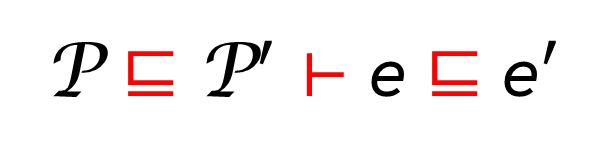 𝒫 ⊑ 𝒫′ ⊢ e ⊑ e′